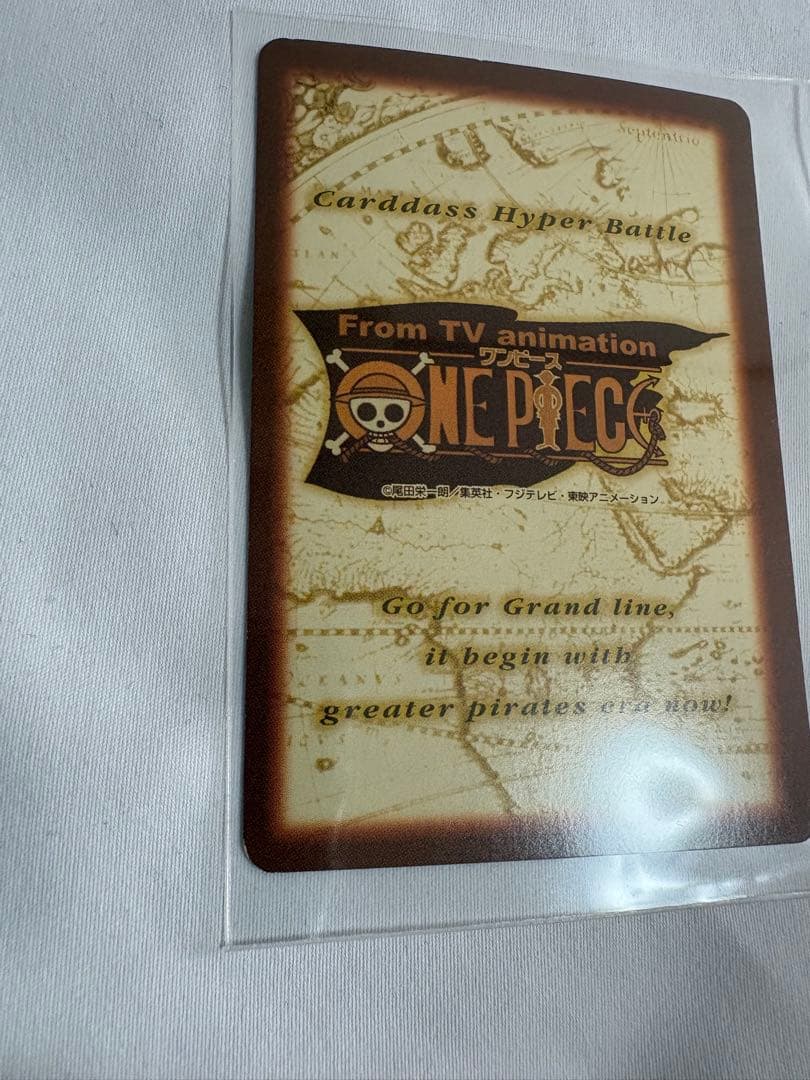 Septentrio
Carddass Hyper Battle
From TV animation
ワンピース
ONE PIECE
©尾田栄一朗／集英社・フジテレビ・東映アニメーション
Go for Grand line,
it begin with
greater pirates era now!